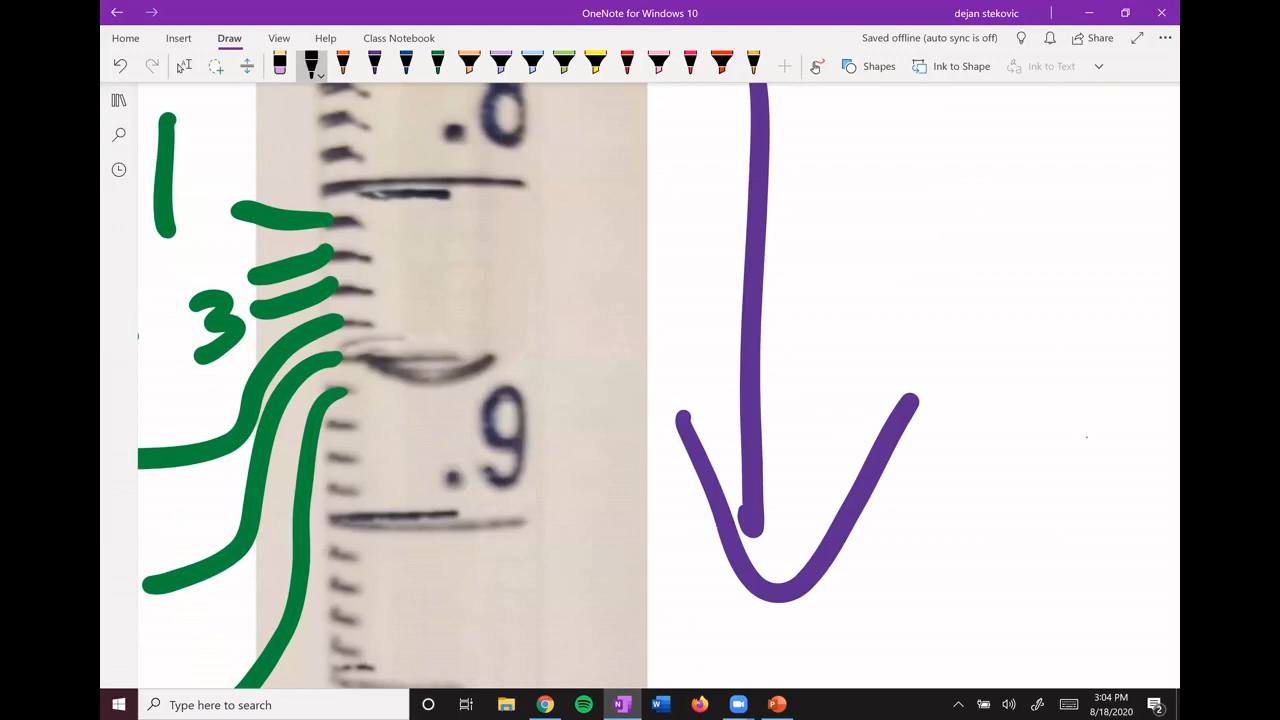 OneNote for Windows 10
dejan stekovic
Home Insert Draw View Help Class Notebook
Saved offline (auto sync is off)
Share
Shapes
Ink to Shape
Ink to Text
1
3
.9
Type here to search
3:04 PM
8/18/2020
2